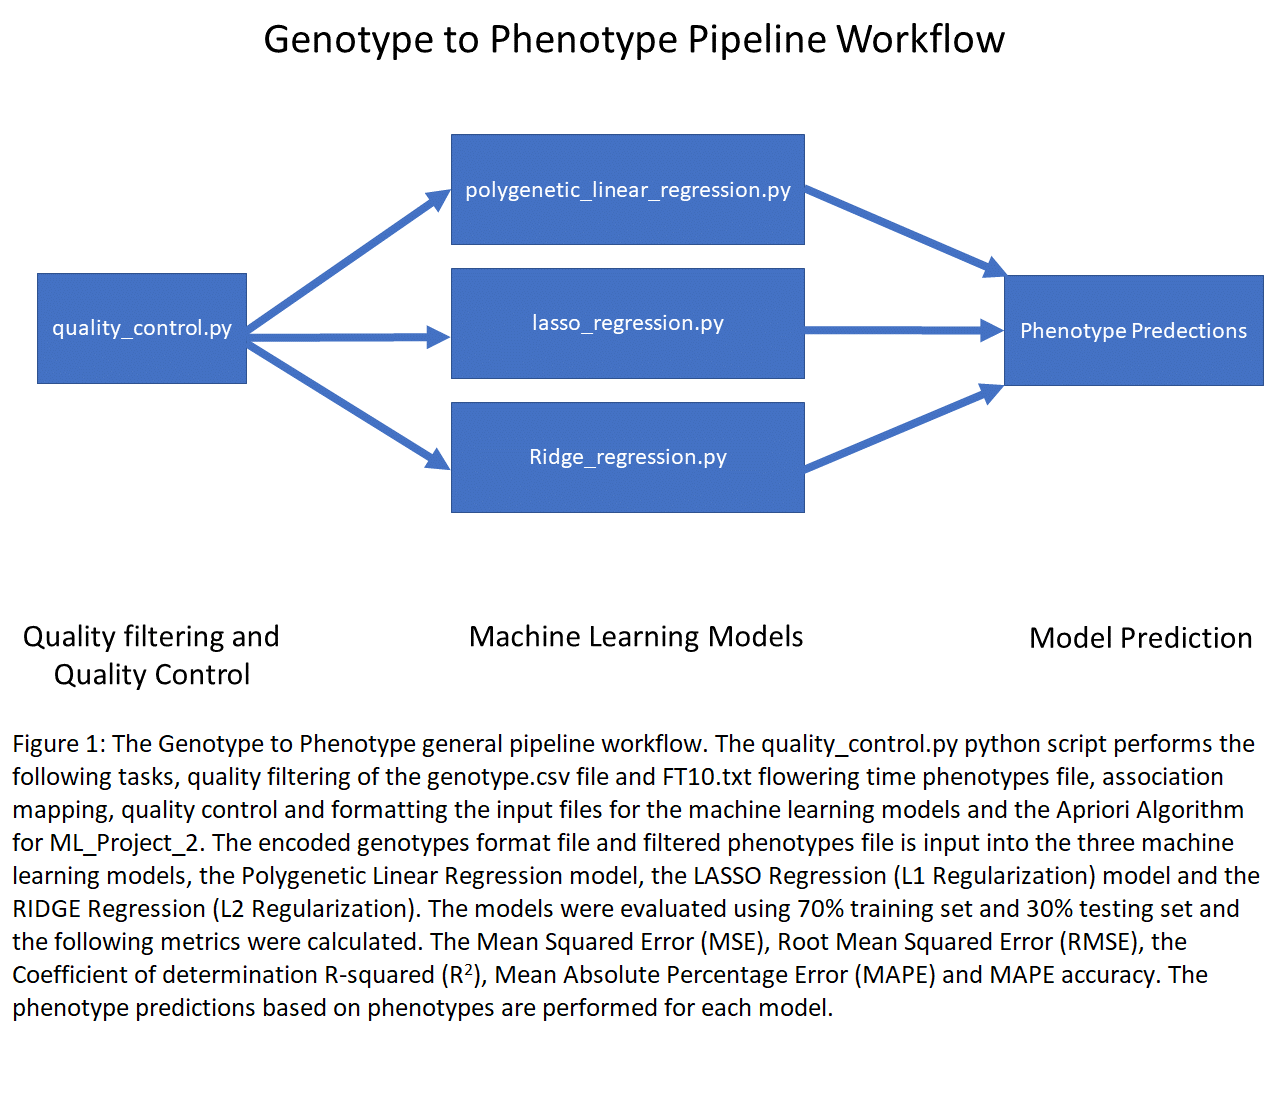 Genotype to Phenotype Pipeline Workflow
polygenetic_linear_regression.py
quality_control.py
lasso_regression.py
Phenotype Predections
Ridge_regression.py
Quality filtering and
Quality Control
Machine Learning Models
Model Prediction
Figure 1: The Genotype to Phenotype general pipeline workflow. The quality_control.py python script performs the
following tasks, quality filtering of the genotype.csv file and FT10.txt flowering time phenotypes file, association
mapping, quality control and formatting the input files for the machine learning models and the Apriori Algorithm
for ML_Project_2. The encoded genotypes format file and filtered phenotypes file is input into the three machine
learning models, the Polygenetic Linear Regression model, the LASSO Regression (L1 Regularization) model and the
RIDGE Regression (L2 Regularization). The models were evaluated using 70% training set and 30% testing set and
the following metrics were calculated. The Mean Squared Error (MSE), Root Mean Squared Error (RMSE), the
Coefficient of determination R-squared (R²), Mean Absolute Percentage Error (MAPE) and MAPE accuracy. The
phenotype predictions based on phenotypes are performed for each model.